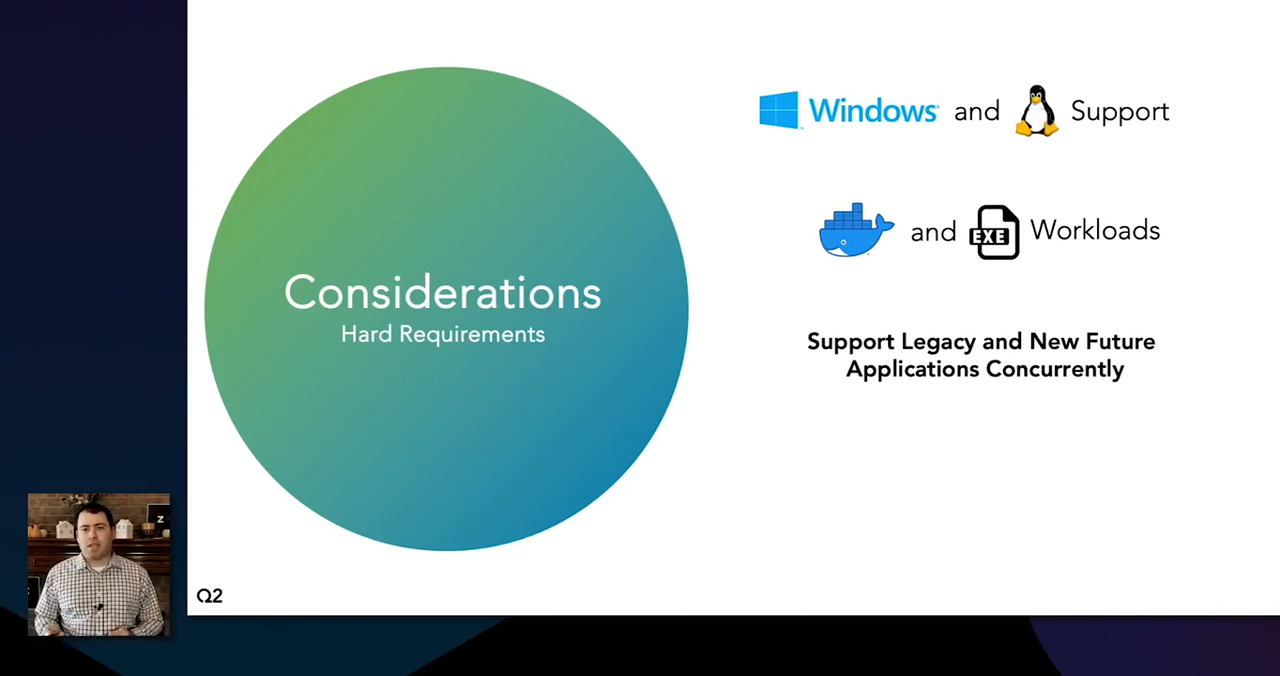 Windows and Support
and EXE Workloads
Considerations
Hard Requirements
Support Legacy and New Future
Applications Concurrently
Z
Q2